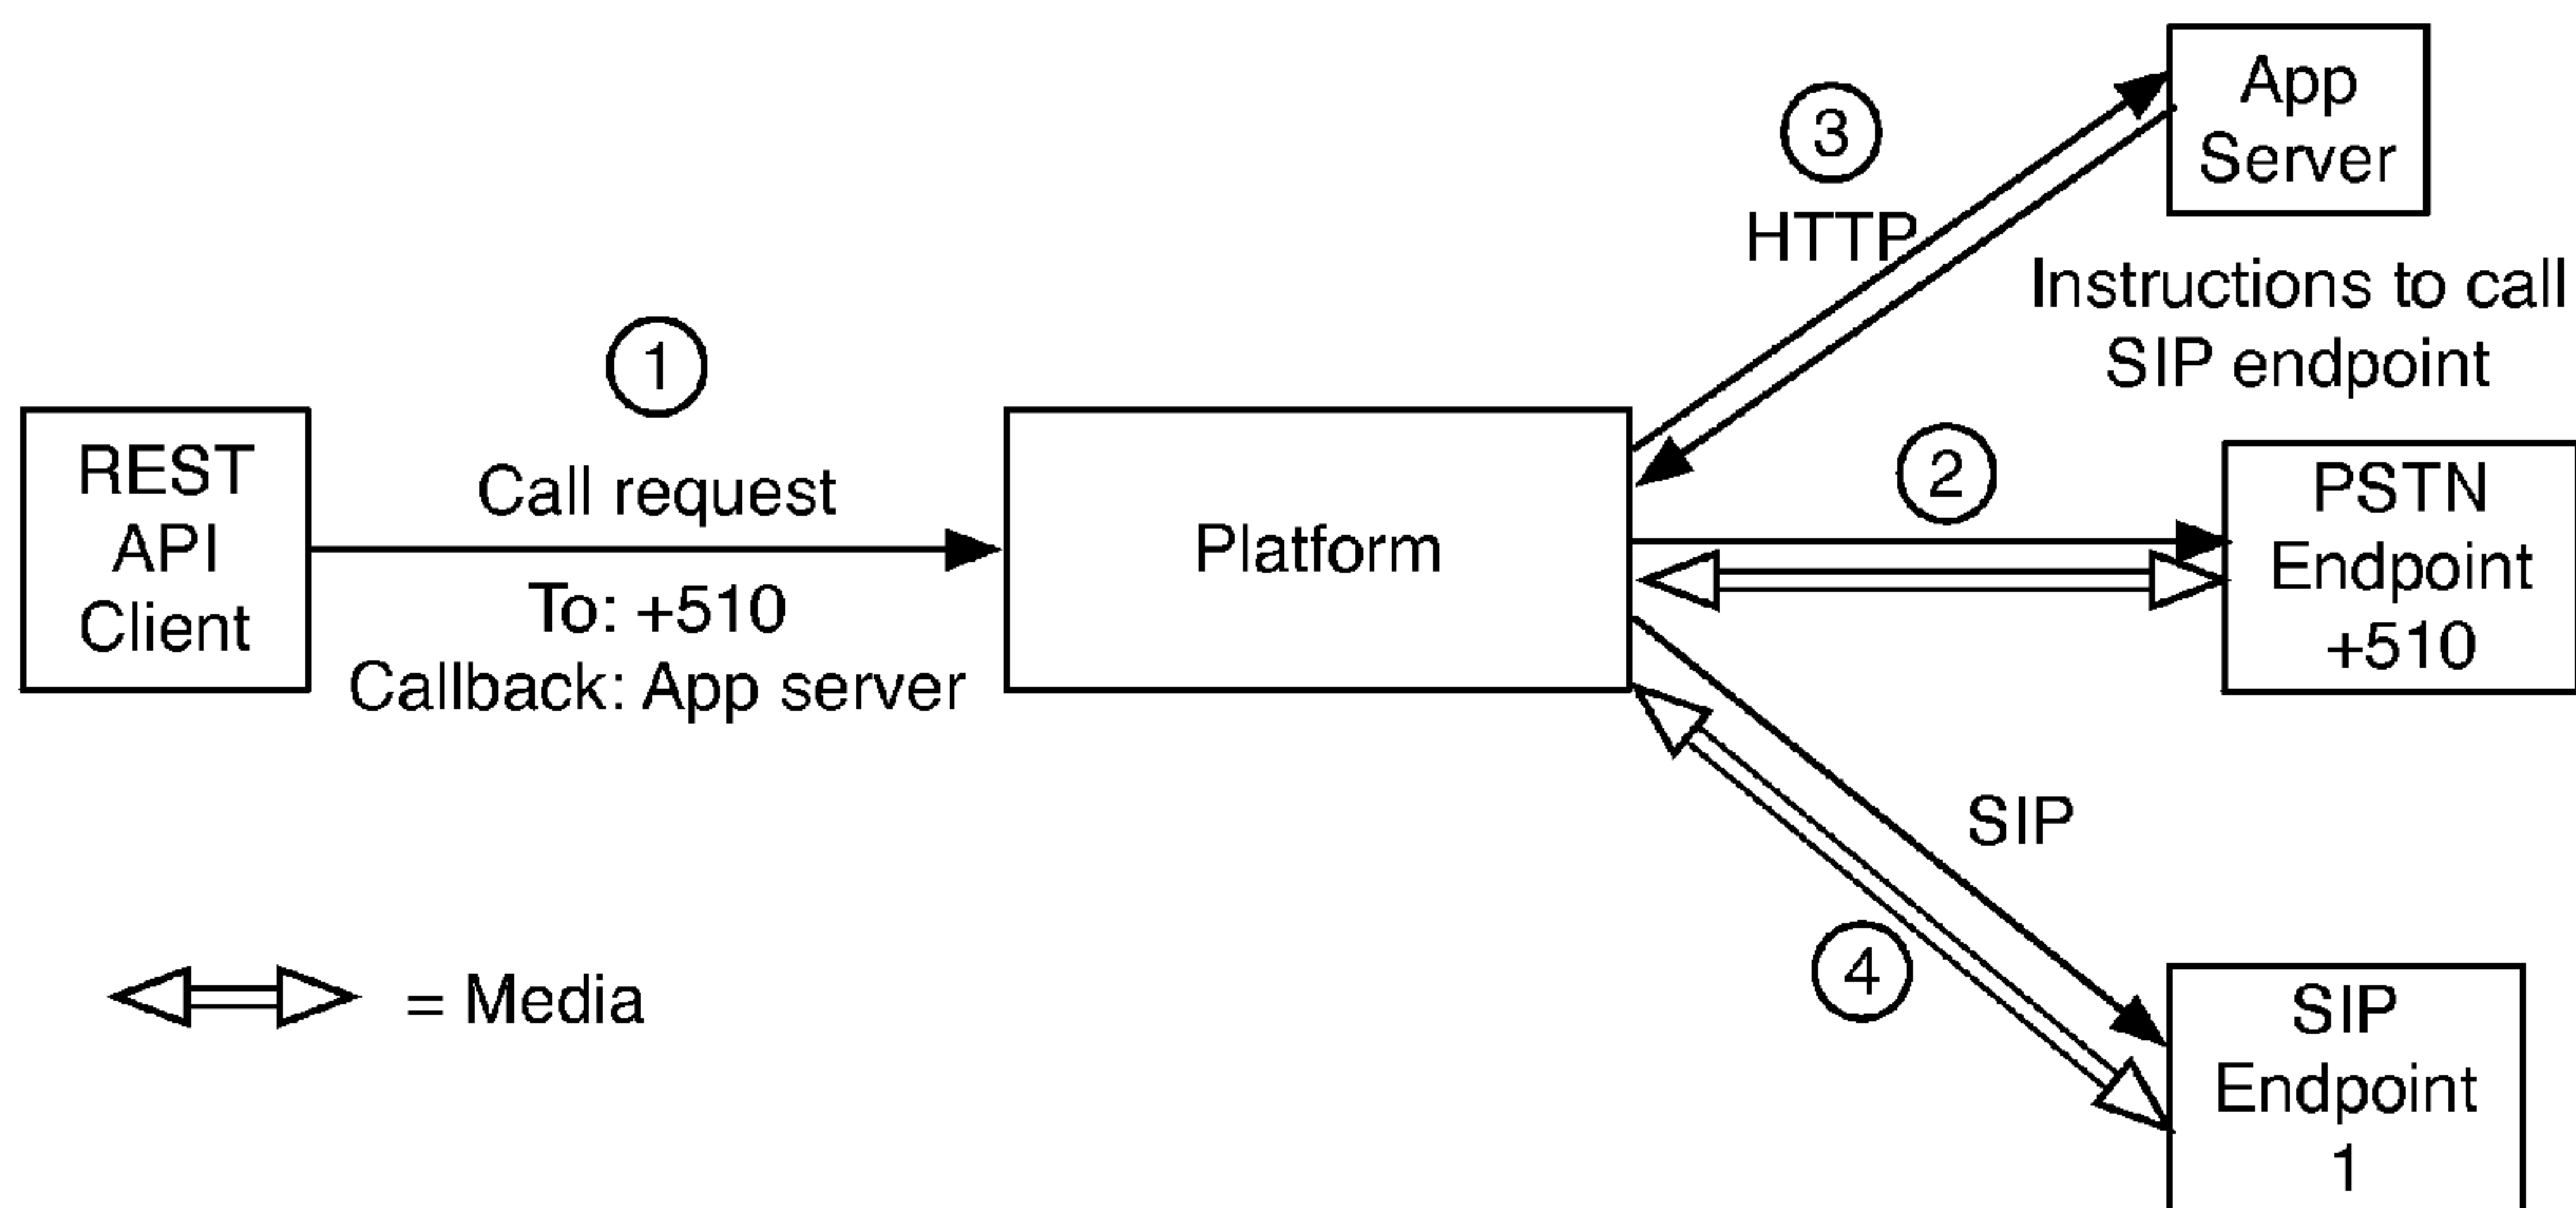 App
Server
3
HTTP
Instructions to call
SIP endpoint
1
REST
API
Client
Call request
To: +510
Callback: App server
Platform
2
PSTN
Endpoint
+510
SIP
4
= Media
SIP
Endpoint
1